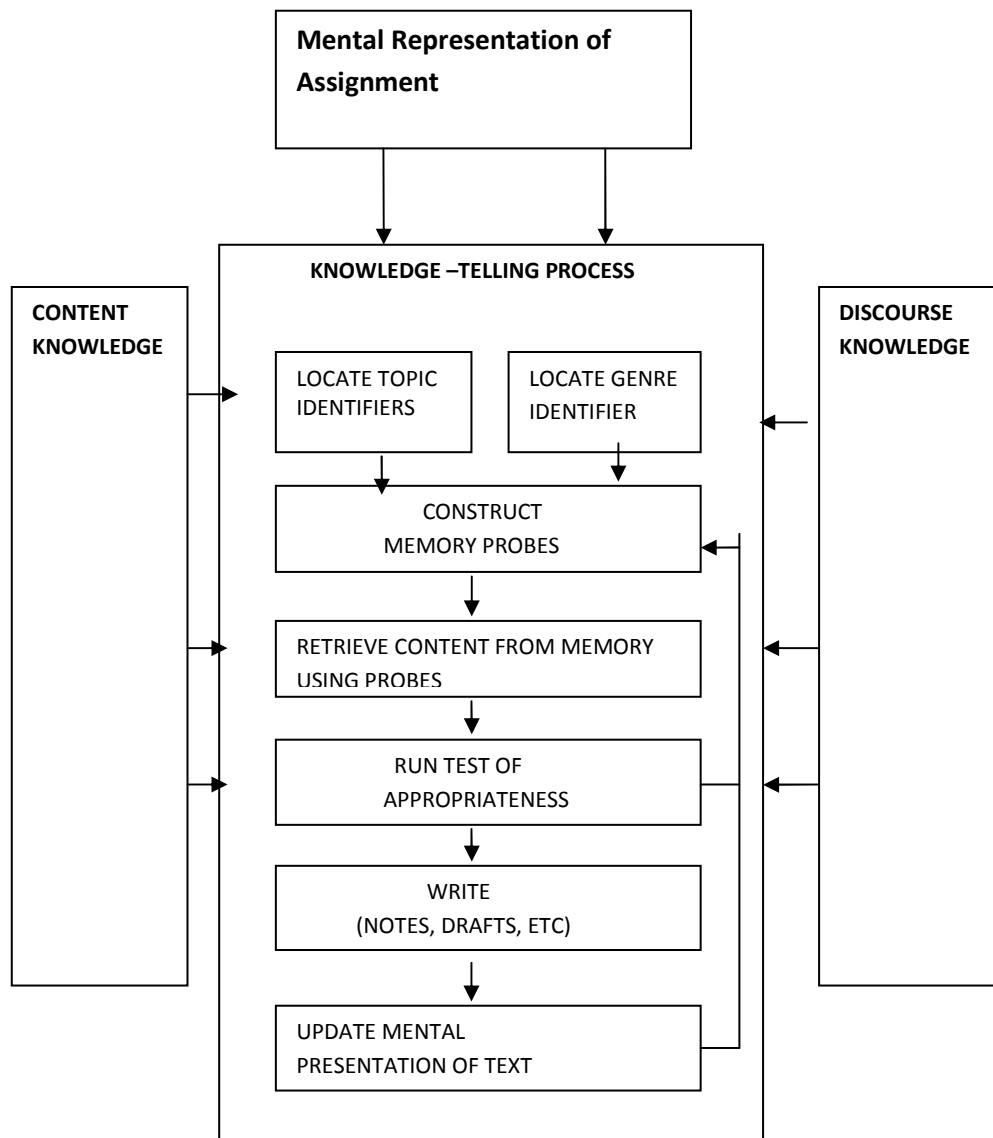 Mental Representation of
Assignment
KNOWLEDGE –TELLING PROCESS
CONTENT
KNOWLEDGE
DISCOURSE
KNOWLEDGE
LOCATE TOPIC
IDENTIFIERS
LOCATE GENRE
IDENTIFIER
CONSTRUCT
MEMORY PROBES
RETRIEVE CONTENT FROM MEMORY
USING PROBES
RUN TEST OF
APPROPRIATENESS
WRITE
(NOTES, DRAFTS, ETC)
UPDATE MENTAL
PRESENTATION OF TEXT